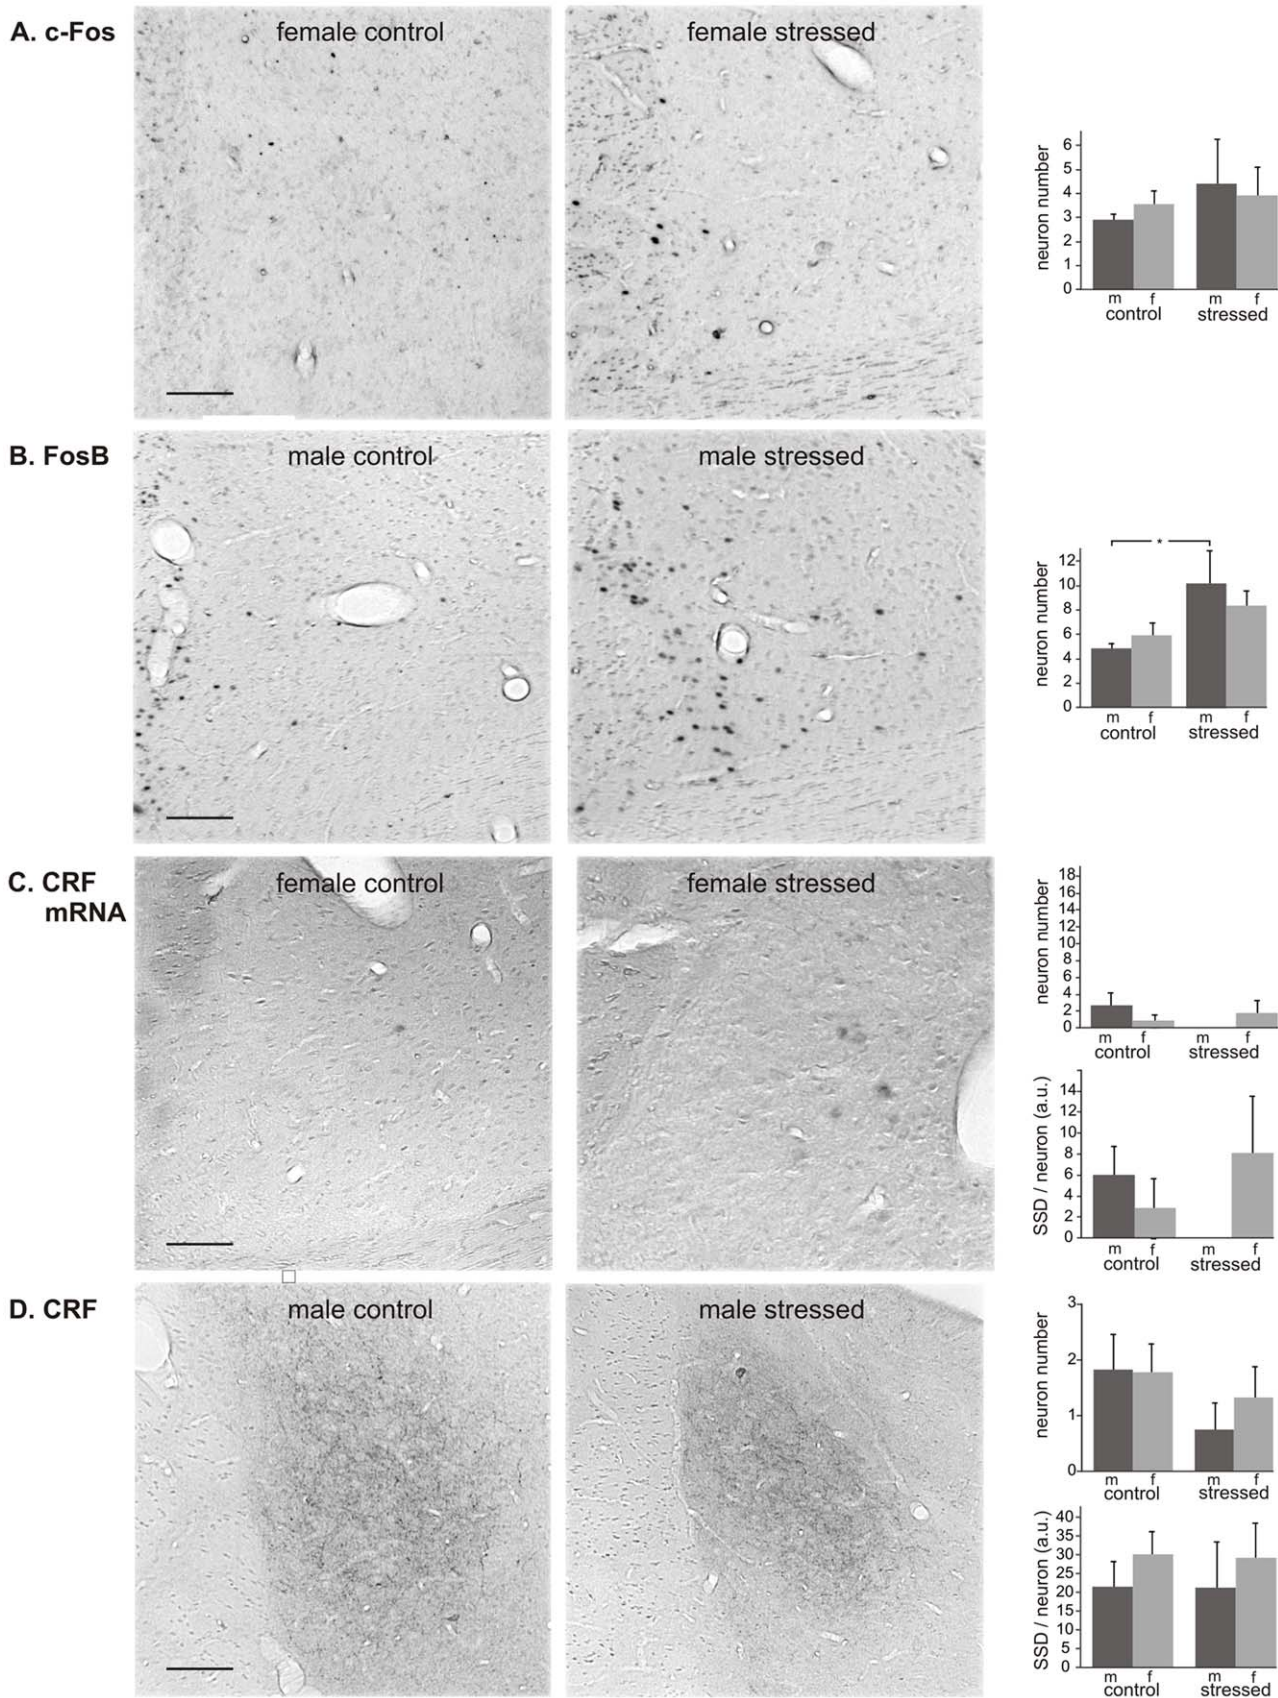 A. c-Fos
female control
female stressed
neuron number
6
5
4
3
2
1
0
m f m f
control stressed
B. FosB
male control
male stressed
neuron number
*
12
10
8
6
4
2
0
m f m f
control stressed
C. CRF
mRNA
female control
female stressed
neuron number
18
16
14
12
10
8
6
4
2
0
m f m f
control stressed
SSD / neuron (a.u.)
14
12
10
8
6
4
2
0
m f m f
control stressed
D. CRF
male control
male stressed
neuron number
3
2
1
0
m f m f
control stressed
SSD / neuron (a.u.)
40
35
30
25
20
15
10
5
0
m f m f
control stressed